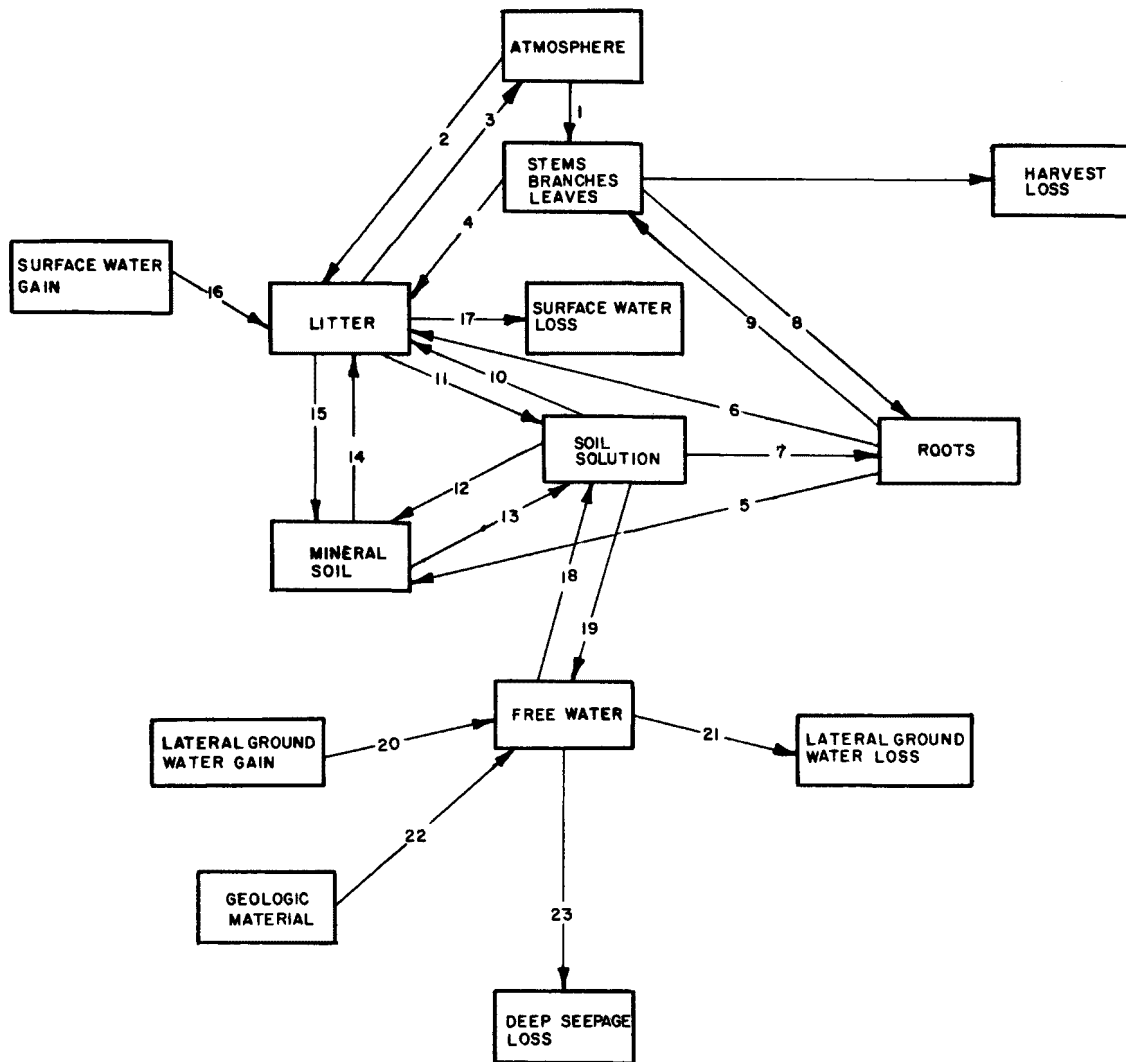 ATMOSPHERE
1
2
3
STEMS
BRANCHES
LEAVES
HARVEST
LOSS
4
SURFACE WATER
GAIN
16
LITTER
17
SURFACE WATER
LOSS
9
8
11
10
6
15
14
SOIL
SOLUTION
7
ROOTS
12
13
5
MINERAL
SOIL
18
19
FREE WATER
LATERAL GROUND
WATER GAIN
20
21
LATERAL GROUND
WATER LOSS
22
GEOLOGIC
MATERIAL
23
DEEP SEEPAGE
LOSS